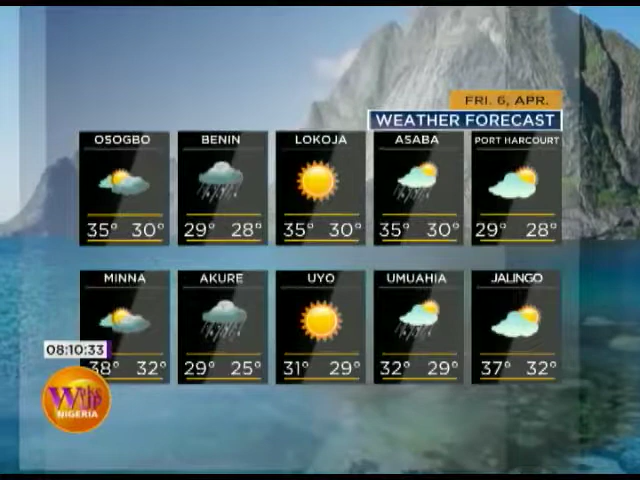 FRI. 6, APR.
WEATHER FORECAST
OSOGBO BENIN LOKOJA ASABA PORT HARCOURT
35° 30° 29° 28° 35° 30° 35° 30° 29° 28°
MINNA AKURE UYO UMUAHIA JALINGO
08:10:33
38° 32° 29° 25° 31° 29° 32° 29° 37° 32°
Wake
Up
NIGERIA